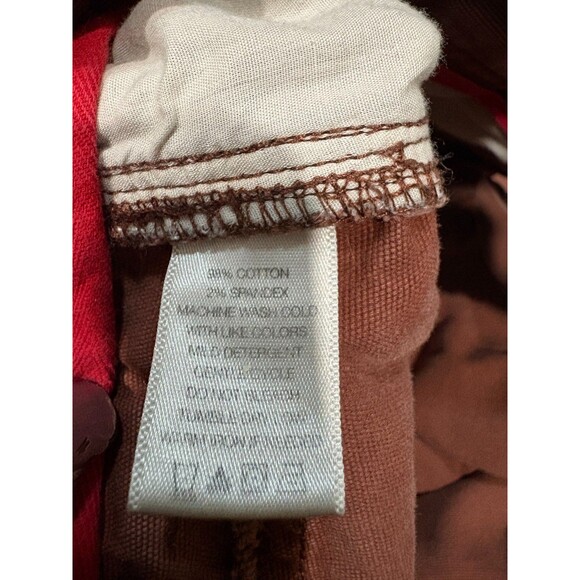 98% COTTON
2% SPANDEX
MACHINE WASH COLD
WITH LIKE COLORS
MILD DETERGENT
GENTLE CYCLE
DO NOT BLEACH
TUMBLE DRY LOW
WARM IRON IF NEEDED